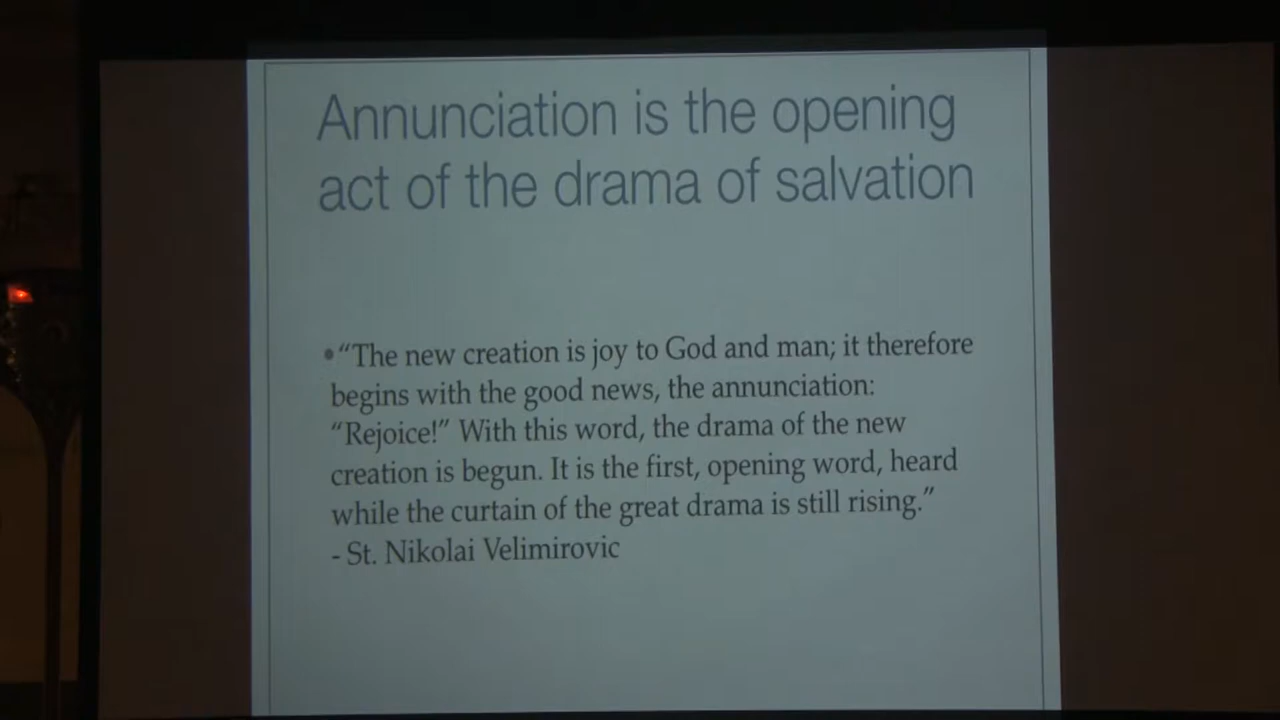 Annunciation is the opening
act of the drama of salvation
•“The new creation is joy to God and man; it therefore
begins with the good news, the annunciation:
“Rejoice!” With this word, the drama of the new
creation is begun. It is the first, opening word, heard
while the curtain of the great drama is still rising.”
- St. Nikolai Velimirovic